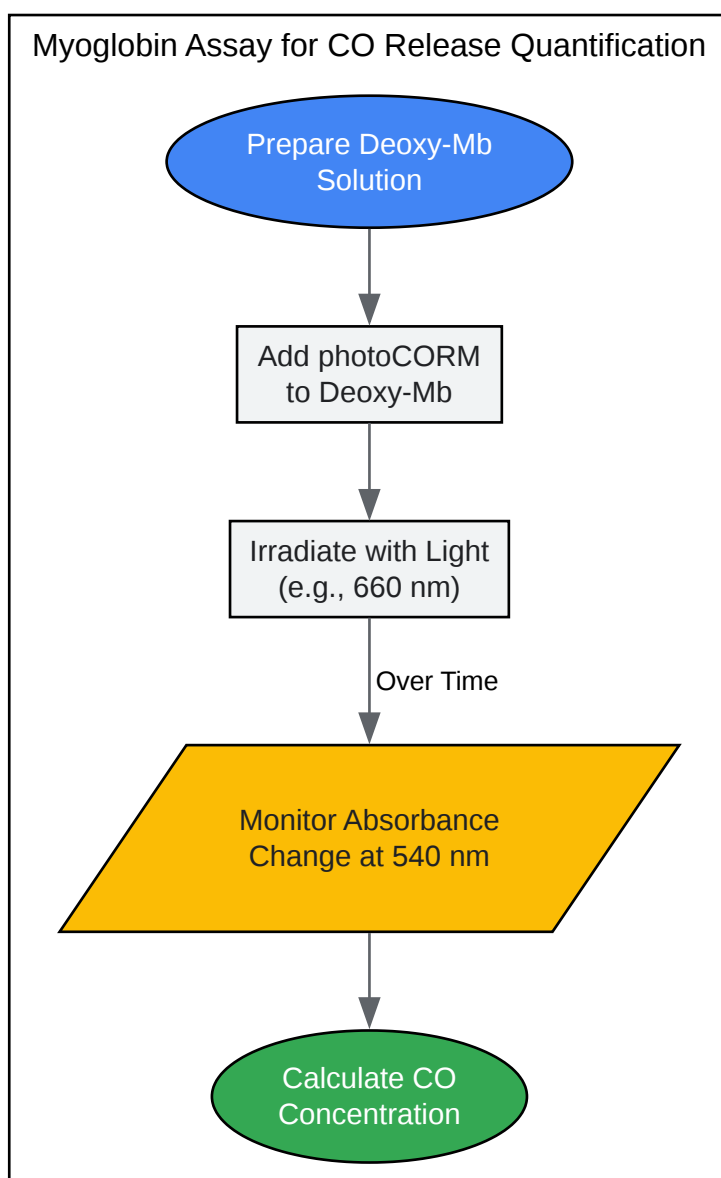 Myoglobin Assay for CO Release Quantification
Prepare Deoxy-Mb
Solution
Add photoCORM
to Deoxy-Mb
Irradiate with Light
(e.g., 660 nm)
Over Time
Monitor Absorbance
Change at 540 nm
Calculate CO
Concentration